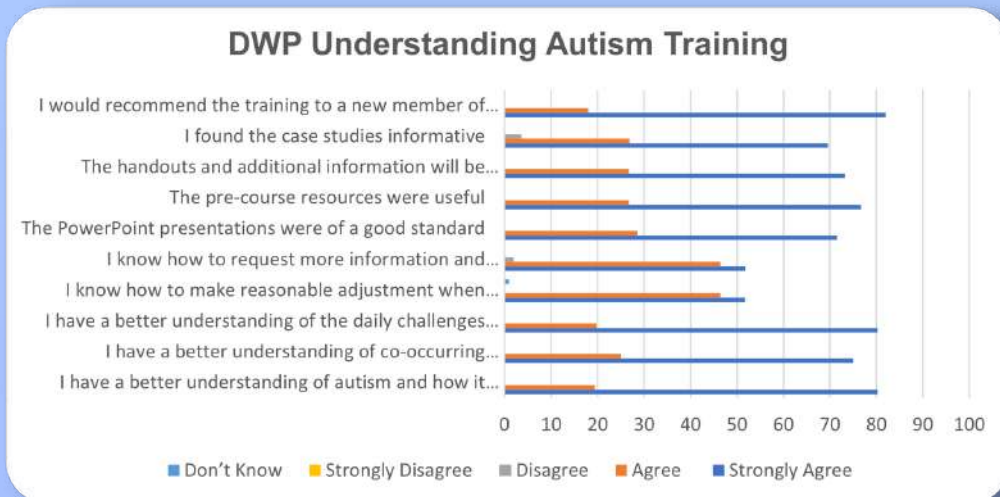 DWP Understanding Autism Training
I would recommend the training to a new member of...
I found the case studies informative
The handouts and additional information will be...
The pre-course resources were useful
The PowerPoint presentations were of a good standard
I know how to request more information and...
I know how to make reasonable adjustment when...
I have a better understanding of the daily challenges...
I have a better understanding of co-occurring...
I have a better understanding of autism and how it...
0 10 20 30 40 50 60 70 80 90 100
Don't Know Strongly Disagree Disagree Agree Strongly Agree